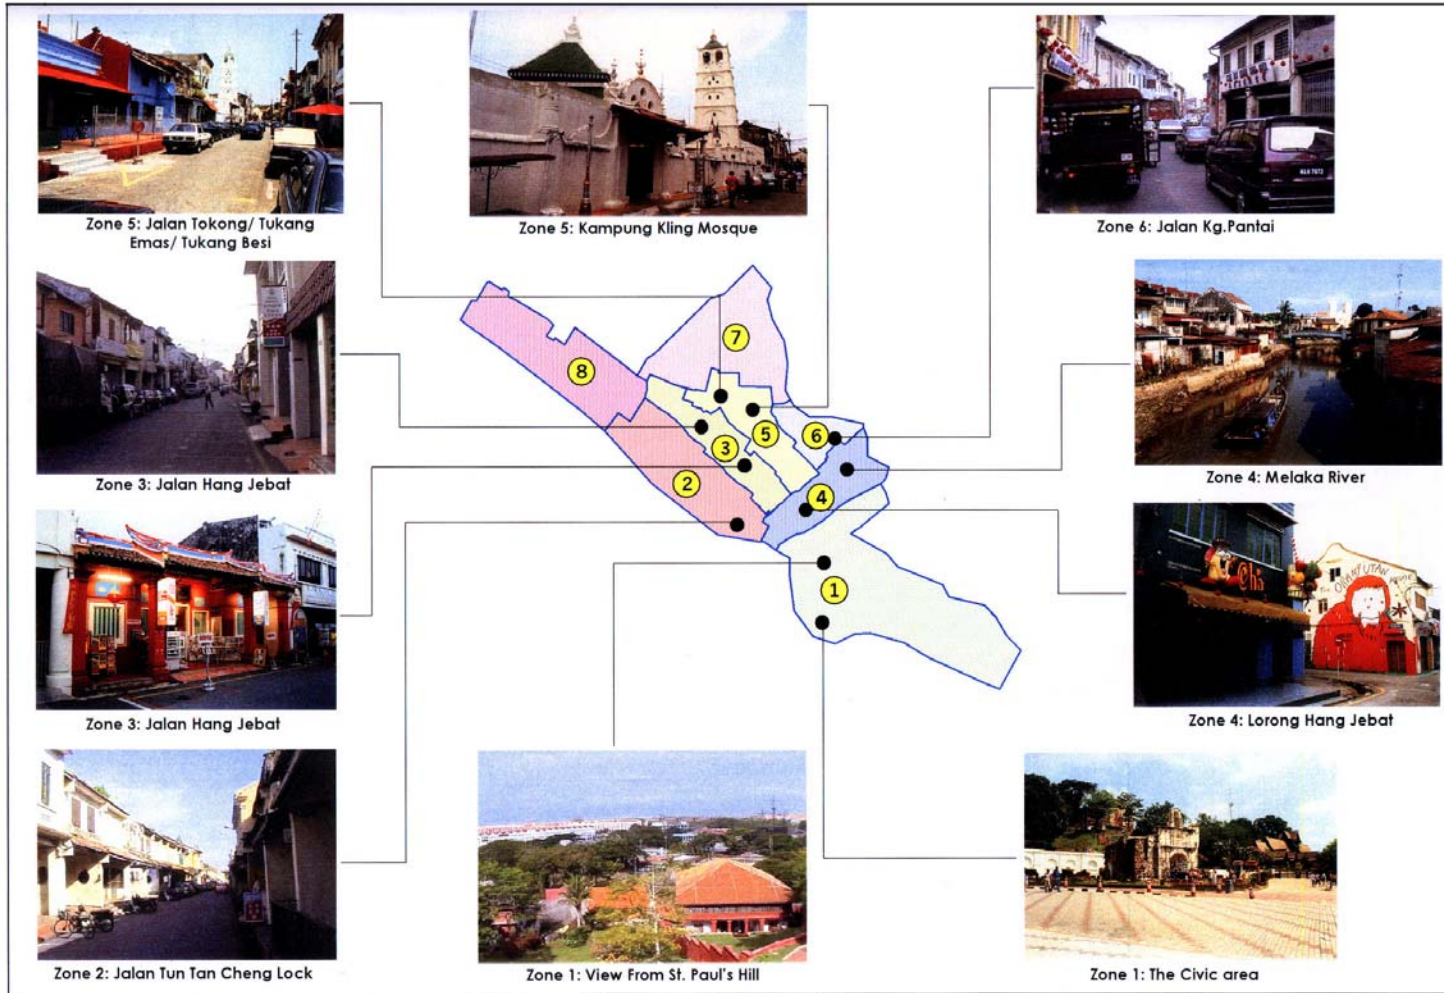 Zone 5: Jalan Tokong/ Tukang
Emas/ Tukang Besi
Zone 5: Kampung Kling Mosque
Zone 6: Jalan Kg.Pantai
Zone 3: Jalan Hang Jebat
Zone 4: Melaka River
Zone 3: Jalan Hang Jebat
Zone 4: Lorong Hang Jebat
Zone 2: Jalan Tun Tan Cheng Lock
Zone 1: View From St. Paul's Hill
Zone 1: The Civic area
7
8
5
6
3
2
4
1
ORANG UTAN
HOUSE